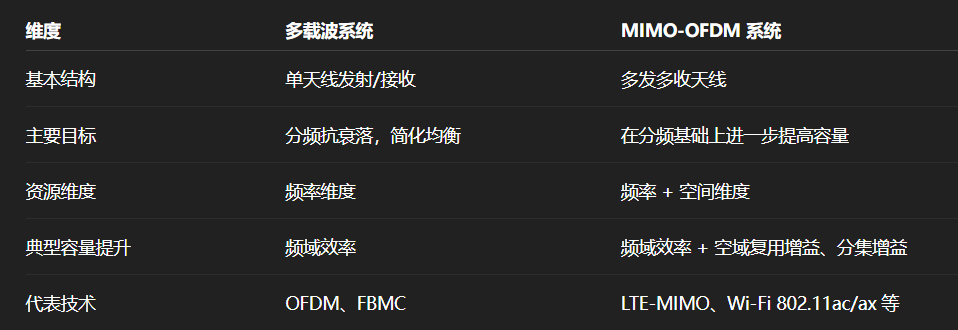 维度 多载波系统 MIMO-OFDM 系统
基本结构 单天线发射/接收 多发多收天线
主要目标 分频抗衰落，简化均衡 在分频基础上进一步提高容量
资源维度 频率维度 频率 + 空间维度
典型容量提升 频域效率 频域效率 + 空域复用增益、分集增益
代表技术 OFDM、FBMC LTE-MIMO、Wi-Fi 802.11ac/ax 等